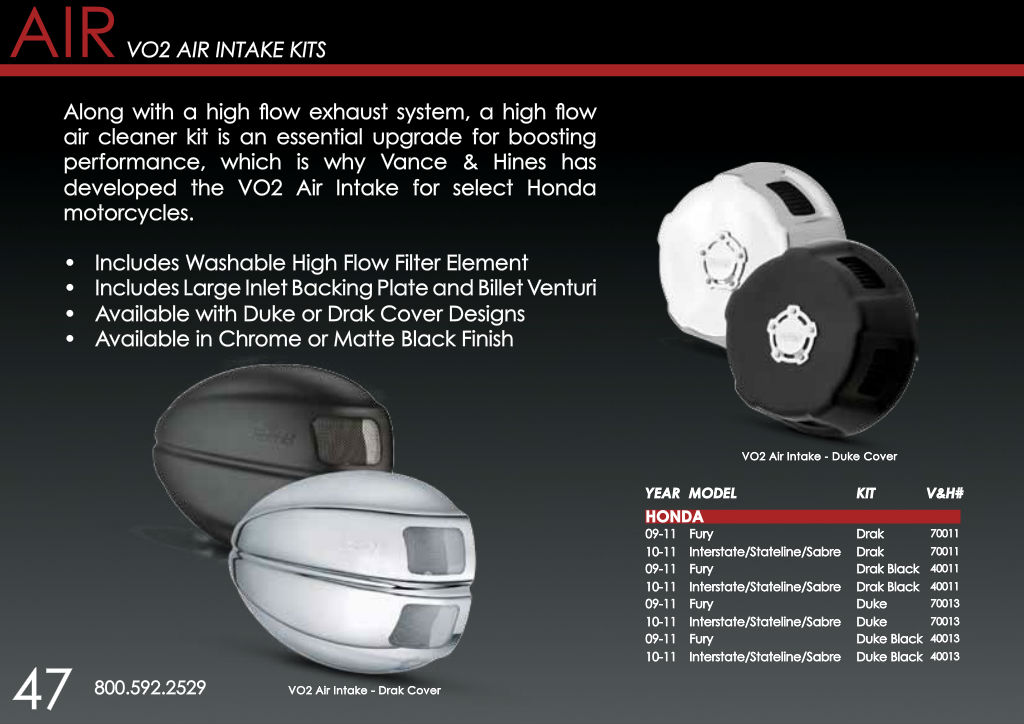 AIR VO2 AIR INTAKE KITS
Along with a high flow exhaust system, a high flow
air cleaner kit is an essential upgrade for boosting
performance, which is why Vance & Hines has
developed the VO2 Air Intake for select Honda
motorcycles.
• Includes Washable High Flow Filter Element
• Includes Large Inlet Backing Plate and Billet Venturi
• Available with Duke or Drak Cover Designs
• Available in Chrome or Matte Black Finish
VO2 Air Intake - Duke Cover
YEAR MODEL KIT V&H#
HONDA
09-11 Fury Drak 70011
10-11 Interstate/Stateline/Sabre Drak 70011
09-11 Fury Drak Black 40011
10-11 Interstate/Stateline/Sabre Drak Black 40011
09-11 Fury Duke 70013
10-11 Interstate/Stateline/Sabre Duke 70013
09-11 Fury Duke Black 40013
10-11 Interstate/Stateline/Sabre Duke Black 40013
47 800.592.2529
VO2 Air Intake - Drak Cover